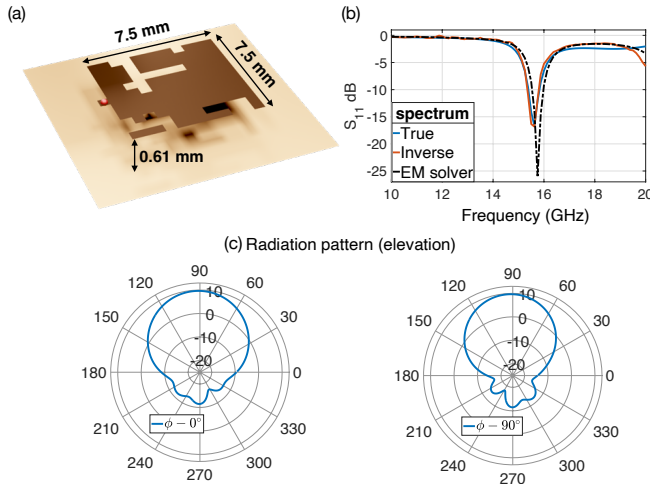 (a)
7.5 mm
7.5 mm
0.61 mm
(b)
0
-5
-10
-15
-20
-25
S11 dB
spectrum
True
Inverse
EM solver
10 12 14 16 18 20
Frequency (GHz)
(c) Radiation pattern (elevation)
90
120 60
150 30
180 0
210 330
240 300
270
10
0
-10
-20
ϕ − 0°
90
120 60
150 30
180 0
210 330
240 300
270
10
0
-10
-20
ϕ − 90°